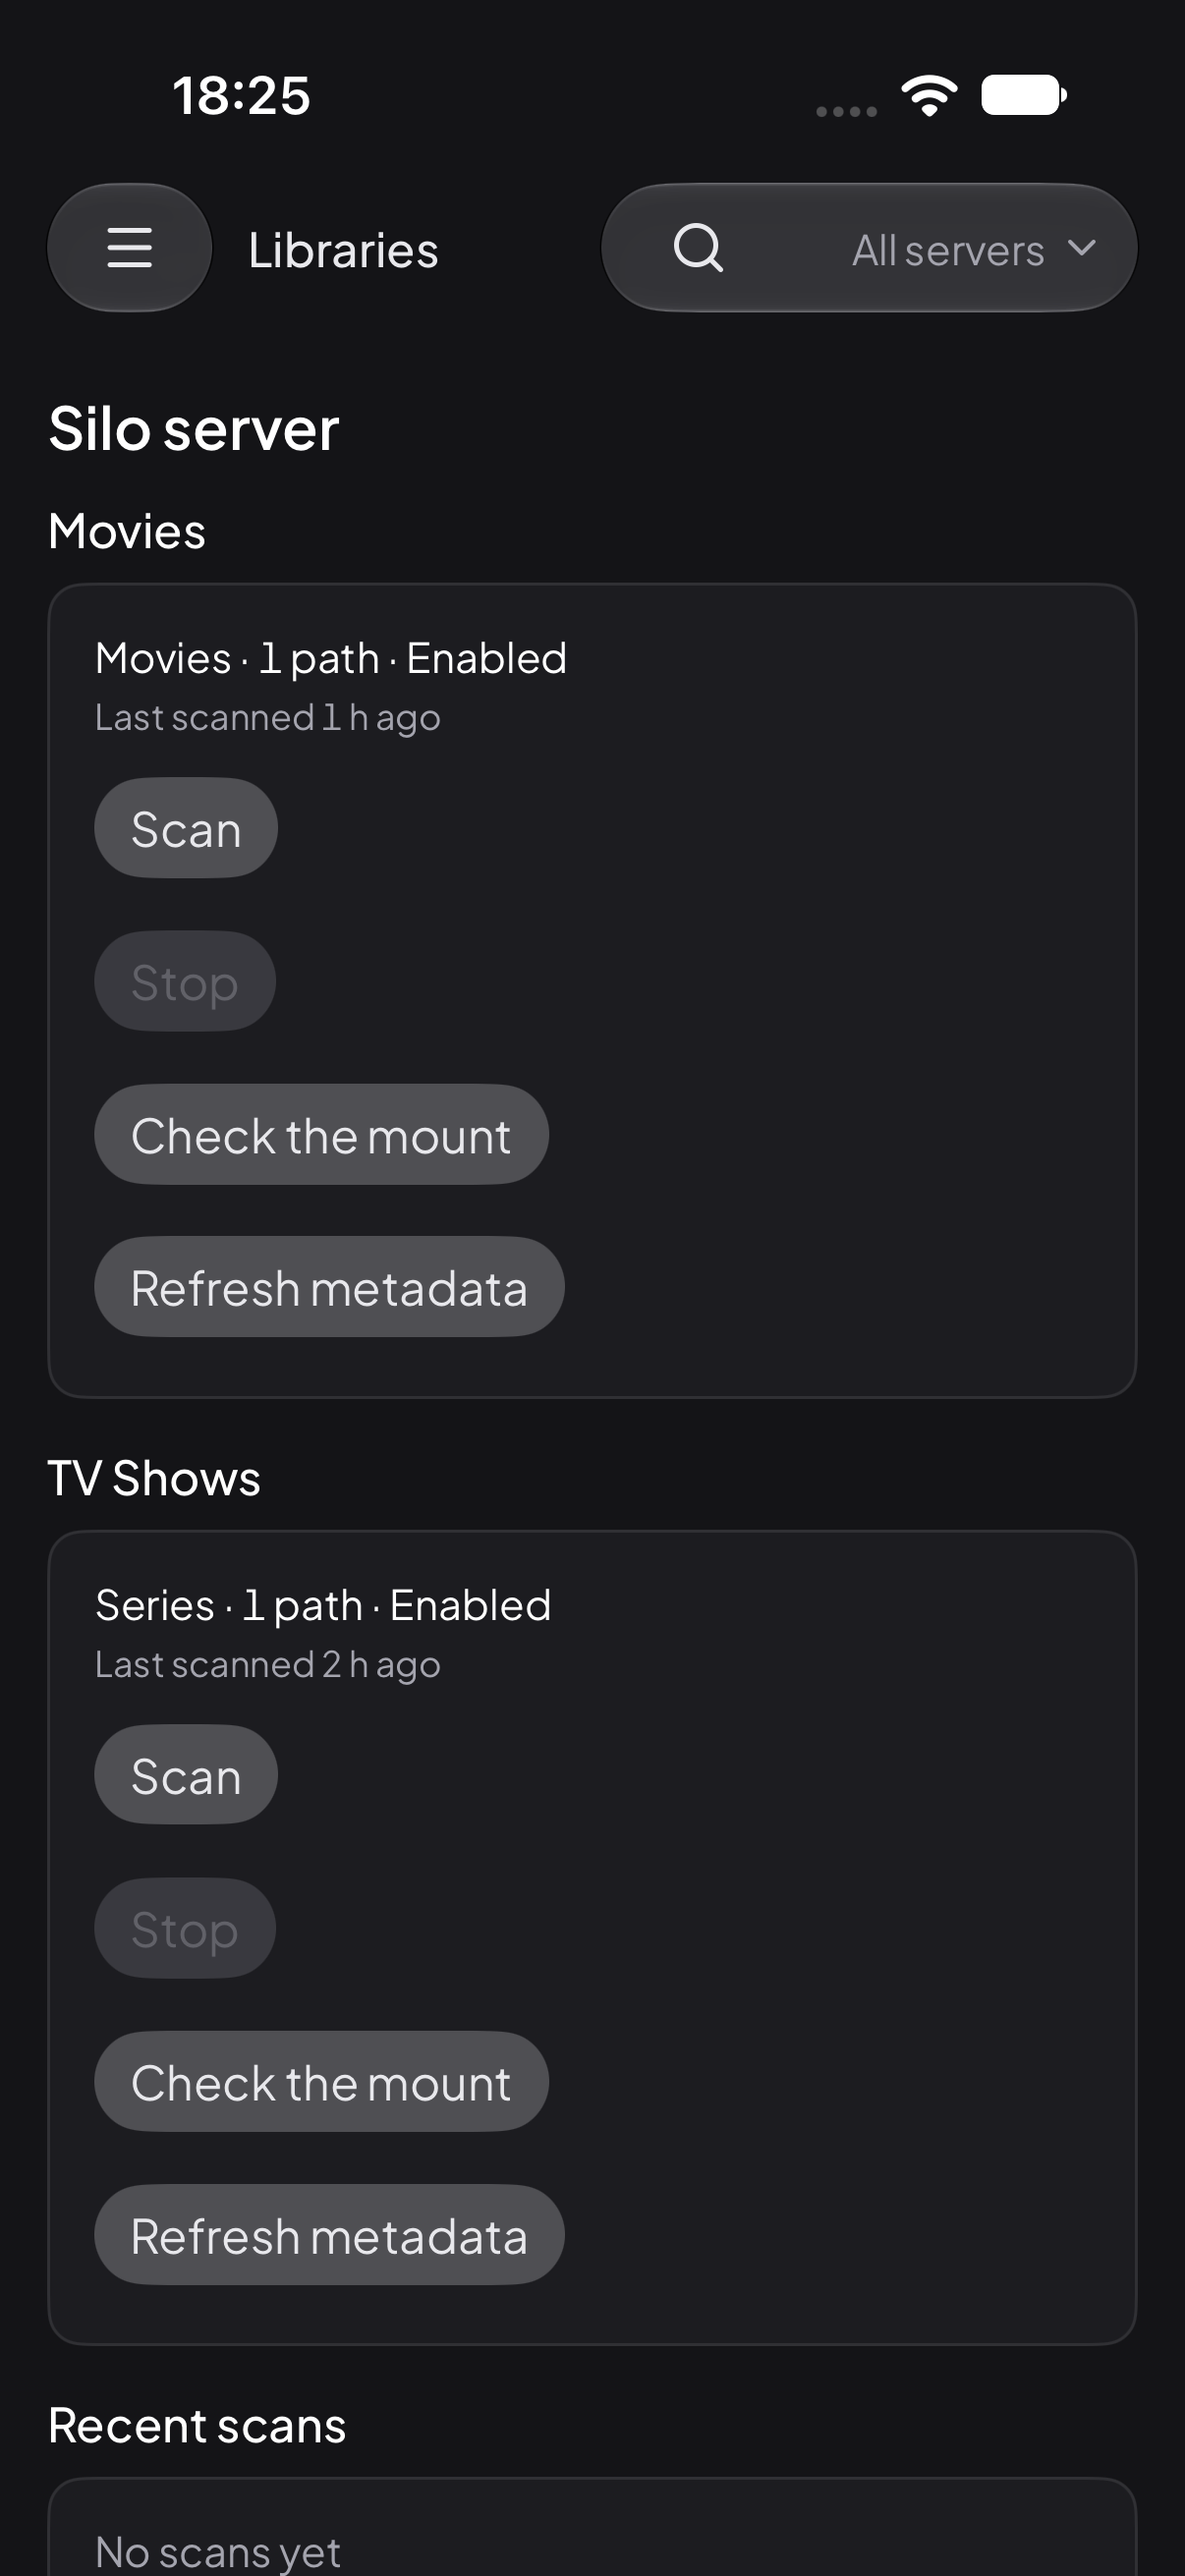 18:25
Libraries
All servers
Silo server
Movies
Movies · 1 path · Enabled
Last scanned 1 h ago
Scan
Stop
Check the mount
Refresh metadata
TV Shows
Series · 1 path · Enabled
Last scanned 2 h ago
Scan
Stop
Check the mount
Refresh metadata
Recent scans
No scans yet